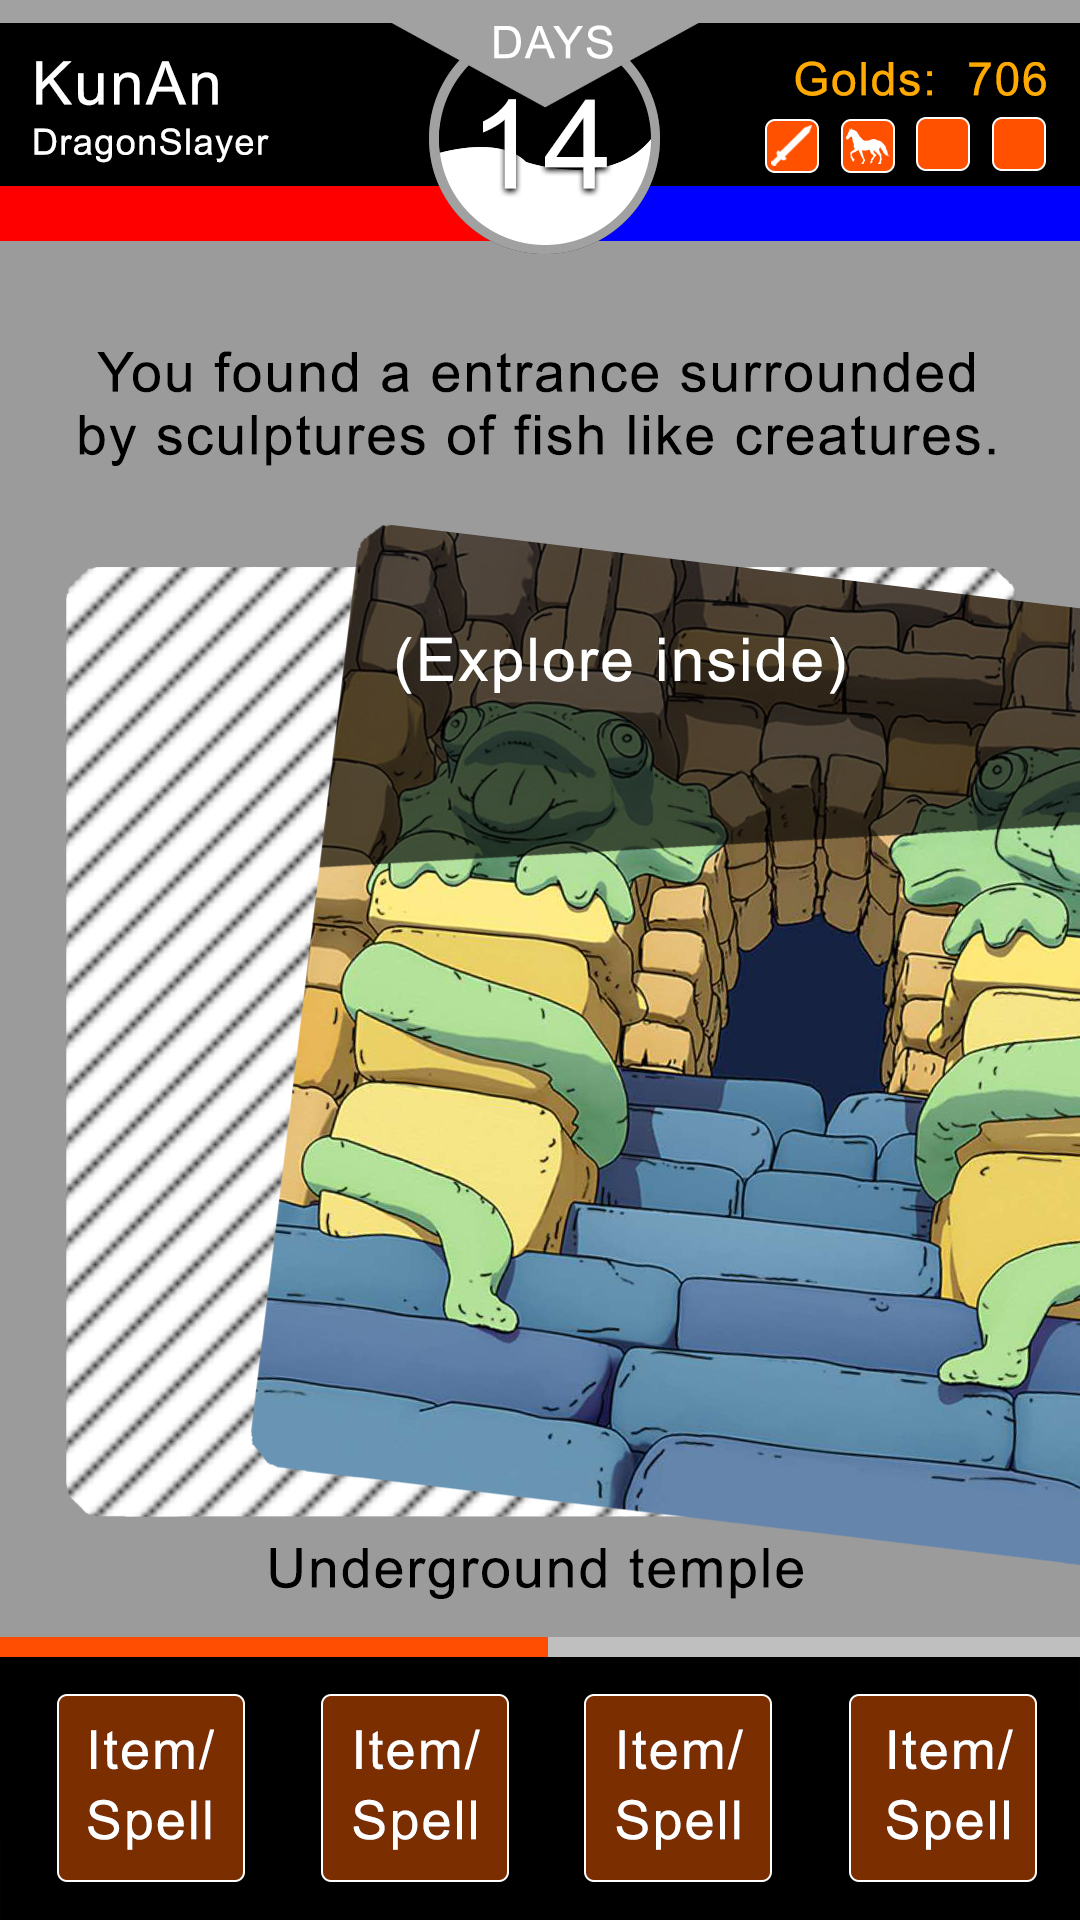 DAYS
14
KunAn
DragonSlayer
Golds: 706
You found a entrance surrounded
by sculptures of fish like creatures.
(Explore inside)
Underground temple
Item/
Spell
Item/
Spell
Item/
Spell
Item/
Spell